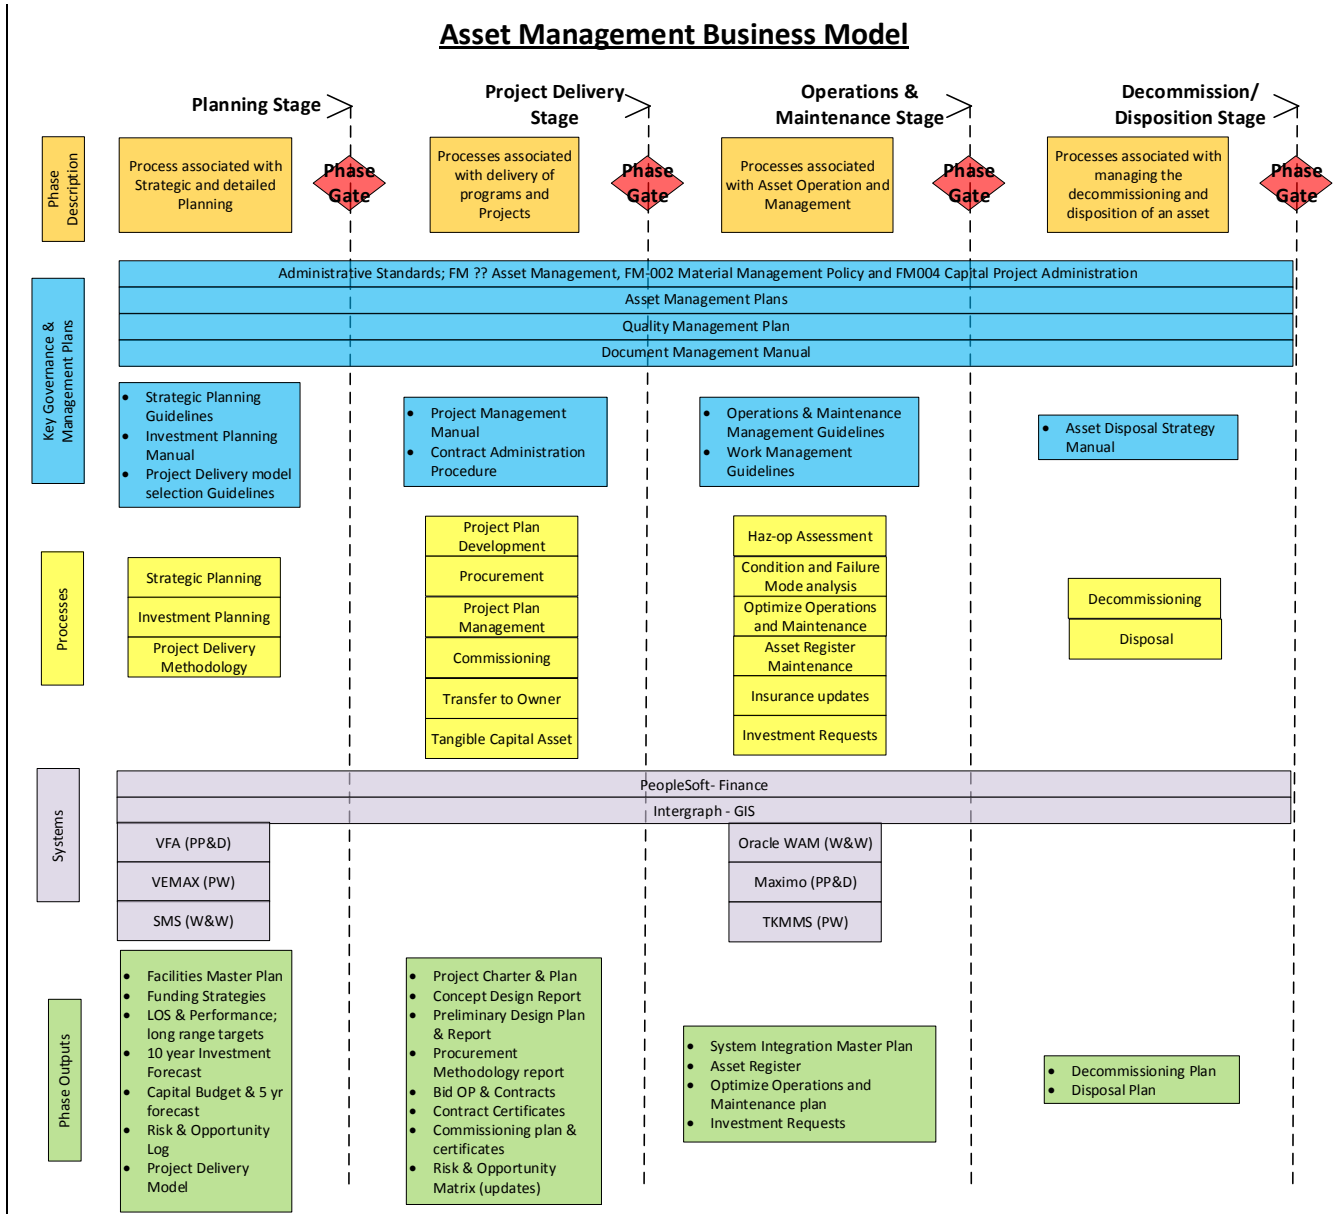 Asset Management Business Model
Planning Stage
Project Delivery
Stage
Operations &
Maintenance Stage
Decommission/
Disposition Stage
Phase
Description
Process associated with
Strategic and detailed
Planning
Phase
Gate
Processes associated
with delivery of
programs and
Projects
Phase
Gate
Processes associated
with Asset Operation and
Management
Phase
Gate
Processes associated with
managing the
decommissioning and
disposition of an asset
Phase
Gate
Key Governance &
Management Plans
Administrative Standards; FM ?? Asset Management, FM-002 Material Management Policy and FM004 Capital Project Administration
Asset Management Plans
Quality Management Plan
Document Management Manual
• Strategic Planning
Guidelines
• Investment Planning
Manual
• Project Delivery model
selection Guidelines
• Project Management
Manual
• Contract Administration
Procedure
• Operations & Maintenance
Management Guidelines
• Work Management
Guidelines
• Asset Disposal Strategy
Manual
Processes
Strategic Planning
Investment Planning
Project Delivery
Methodology
Project Plan
Development
Procurement
Project Plan
Management
Commissioning
Transfer to Owner
Tangible Capital Asset
Haz-op Assessment
Condition and Failure
Mode analysis
Optimize Operations
and Maintenance
Asset Register
Maintenance
Insurance updates
Investment Requests
Decommissioning
Disposal
Systems
PeopleSoft- Finance
Intergraph - GIS
VFA (PP&D)
VEMAX (PW)
SMS (W&W)
Oracle WAM (W&W)
Maximo (PP&D)
TKMMS (PW)
Phase Outputs
• Facilities Master Plan
• Funding Strategies
• LOS & Performance;
long range targets
• 10 year Investment
Forecast
• Capital Budget & 5 yr
forecast
• Risk & Opportunity
Log
• Project Delivery
Model
• Project Charter & Plan
• Concept Design Report
• Preliminary Design Plan
& Report
• Procurement
Methodology report
• Bid OP & Contracts
• Contract Certificates
• Commissioning plan &
certificates
• Risk & Opportunity
Matrix (updates)
• System Integration Master Plan
• Asset Register
• Optimize Operations and
Maintenance plan
• Investment Requests
• Decommissioning Plan
• Disposal Plan